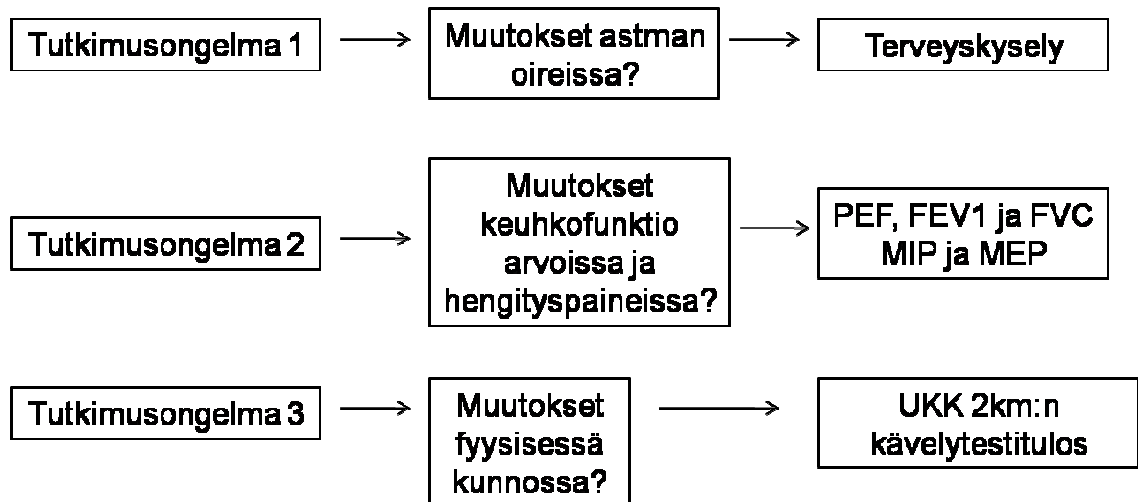 Tutkimusongelma 1
Muutokset astman
oireissa?
Terveyskysely
Tutkimusongelma 2
Muutokset
keuhkofunktio
arvoissa ja
hengityspaineissa?
PEF, FEV1 ja FVC
MIP ja MEP
Tutkimusongelma 3
Muutokset
fyysisessä
kunnossa?
UKK 2km:n
kävelytestitulos